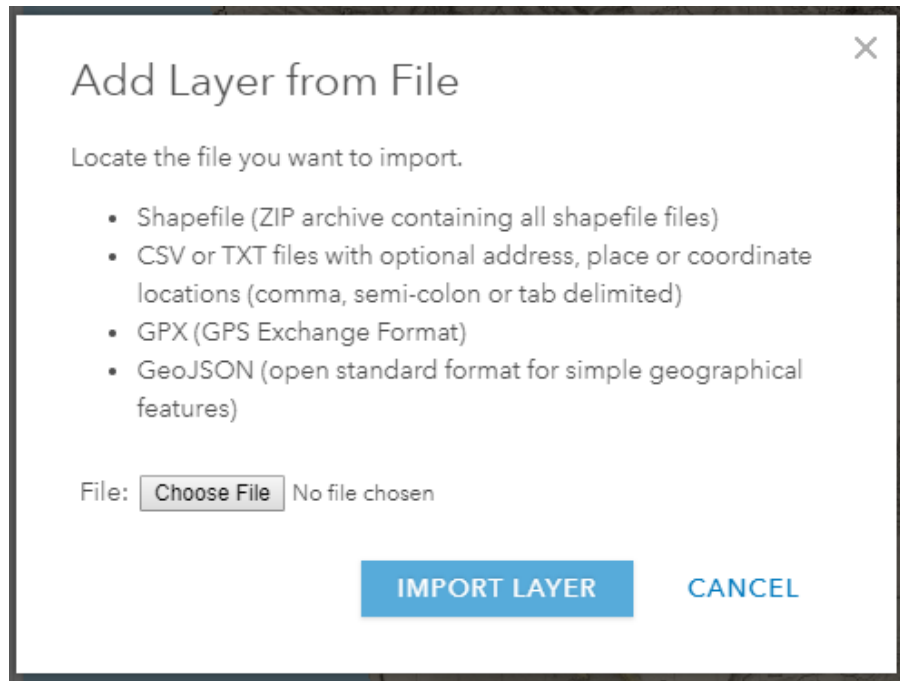 Add Layer from File
Locate the file you want to import.
• Shapefile (ZIP archive containing all shapefile files)
• CSV or TXT files with optional address, place or coordinate
locations (comma, semi-colon or tab delimited)
• GPX (GPS Exchange Format)
• GeoJSON (open standard format for simple geographical
features)
File: Choose File No file chosen
IMPORT LAYER CANCEL